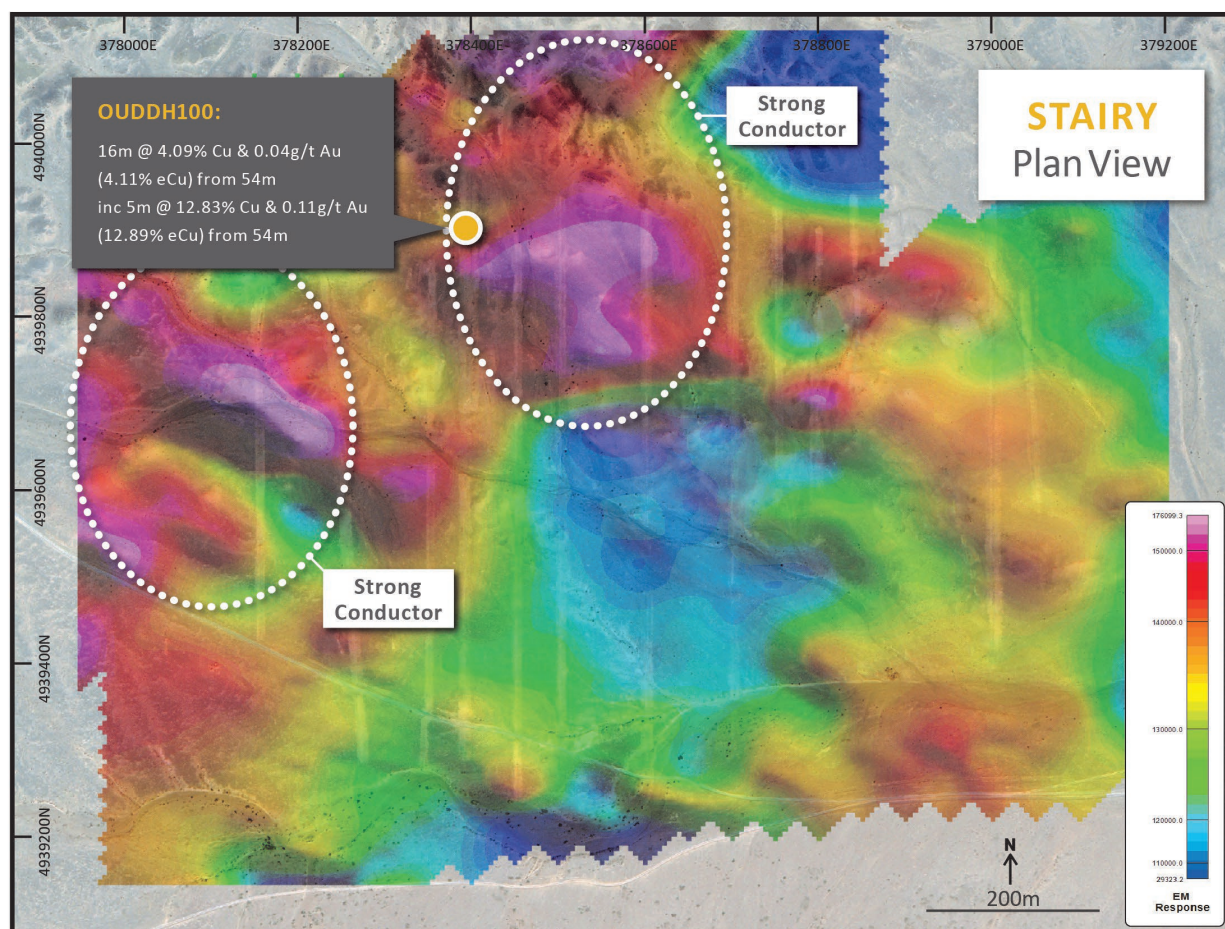 378000E
378200E
378400E
378600E
378800E
379000E
379200E
4940000N
4939800N
4939600N
4939400N
4939200N
OUDDH100:
16m @ 4.09% Cu & 0.04g/t Au
(4.11% eCu) from 54m
inc 5m @ 12.83% Cu & 0.11g/t Au
(12.89% eCu) from 54m
Strong
Conductor
STAIRY
Plan View
Strong
Conductor
176099.3
150000.0
140000.0
130000.0
120000.0
110000.0
29323.2
EM
Response
N
200m